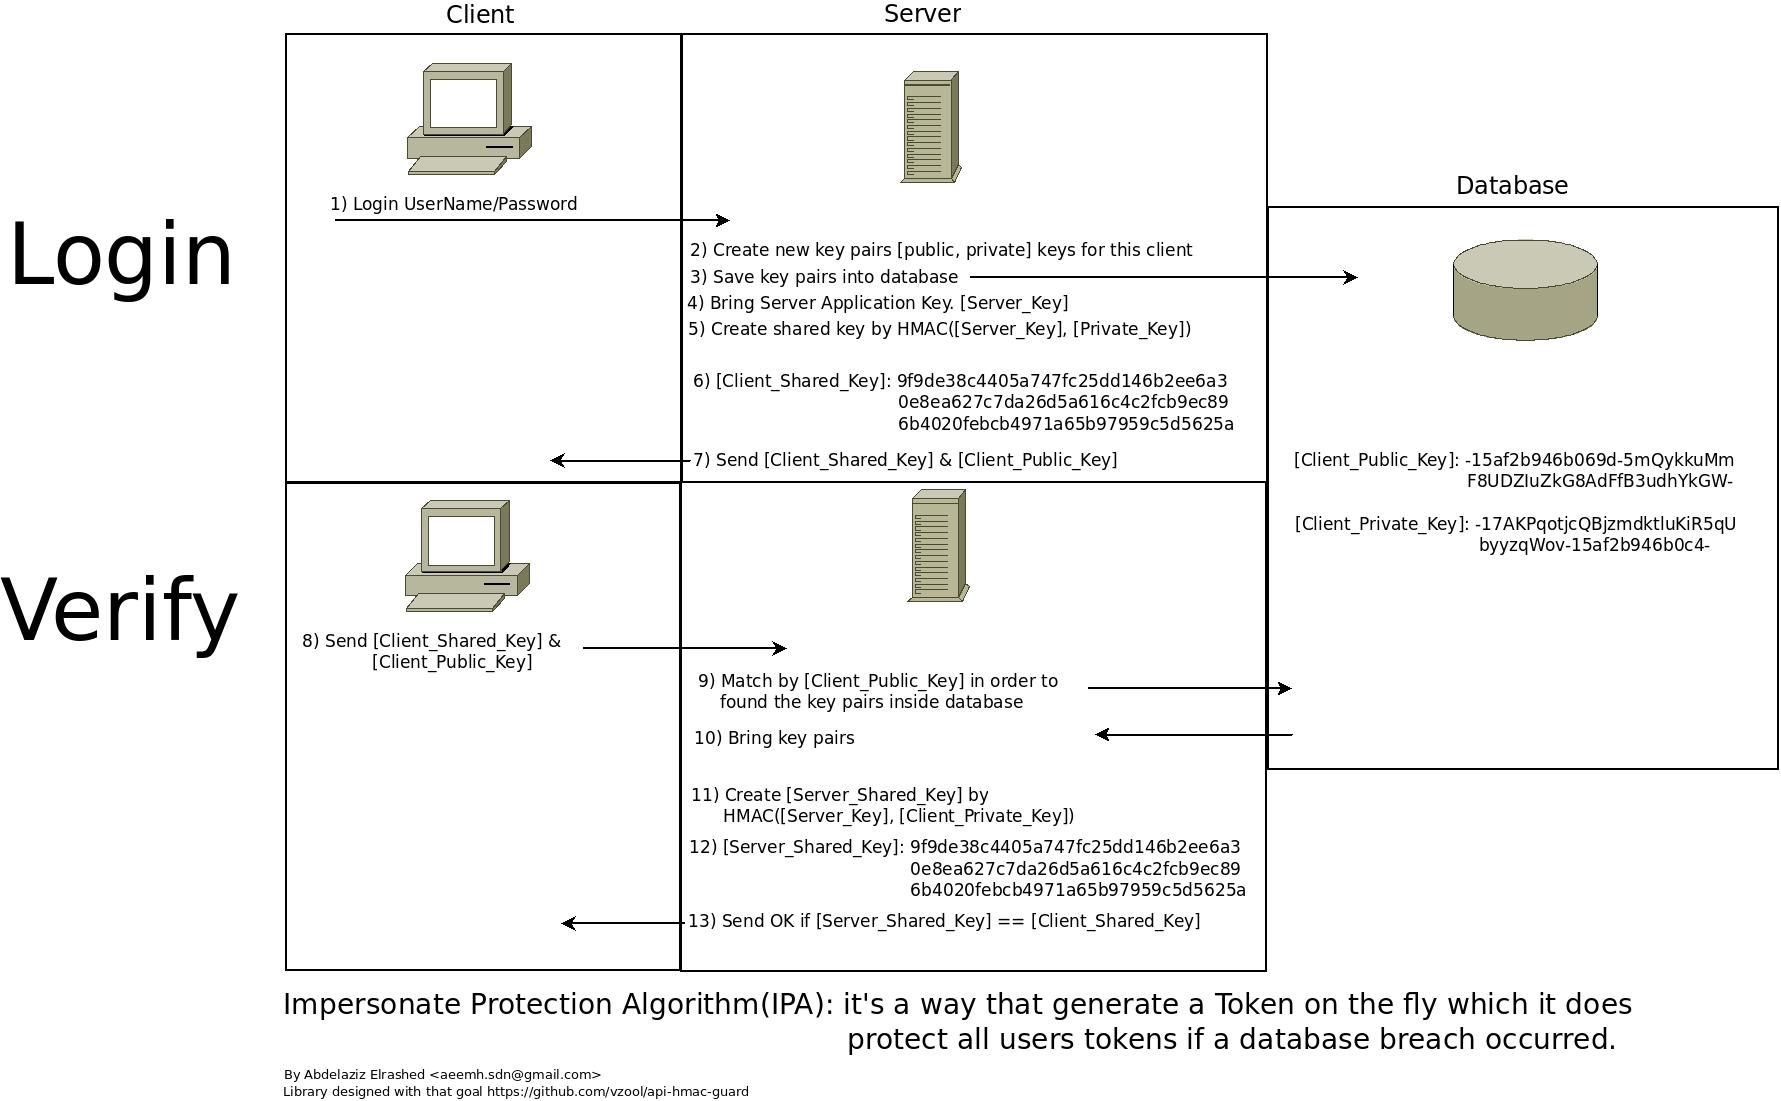 Client
Server
1) Login UserName/Password
Login
2) Create new key pairs [public, private] keys for this client
3) Save key pairs into database
4) Bring Server Application Key. [Server_Key]
5) Create shared key by HMAC([Server_Key], [Private_Key])
6) [Client_Shared_Key]: 9f9de38c4405a747fc25dd146b2ee6a3
0e8ea627c7da26d5a616c4c2fcb9ec89
6b4020febcb4971a65b97959c5d5625a
7) Send [Client_Shared_Key] & [Client_Public_Key]
Database
[Client_Public_Key]: -15af2b946b069d-5mQykkuMm
F8UDZIuZkG8AdFfB3udhYkGW-
[Client_Private_Key]: -17AKPqotjcQBjzmdktluKiR5qU
byyzqWov-15af2b946b0c4-
Verify
8) Send [Client_Shared_Key] &
[Client_Public_Key]
9) Match by [Client_Public_Key] in order to
found the key pairs inside database
10) Bring key pairs
11) Create [Server_Shared_Key] by
HMAC([Server_Key], [Client_Private_Key])
12) [Server_Shared_Key]: 9f9de38c4405a747fc25dd146b2ee6a3
0e8ea627c7da26d5a616c4c2fcb9ec89
6b4020febcb4971a65b97959c5d5625a
13) Send OK if [Server_Shared_Key] == [Client_Shared_Key]
Impersonate Protection Algorithm(IPA): it's a way that generate a Token on the fly which it does
protect all users tokens if a database breach occurred.
By Abdelaziz Elrashed <aeemh.sdn@gmail.com>
Library designed with that goal https://github.com/vzool/api-hmac-guard